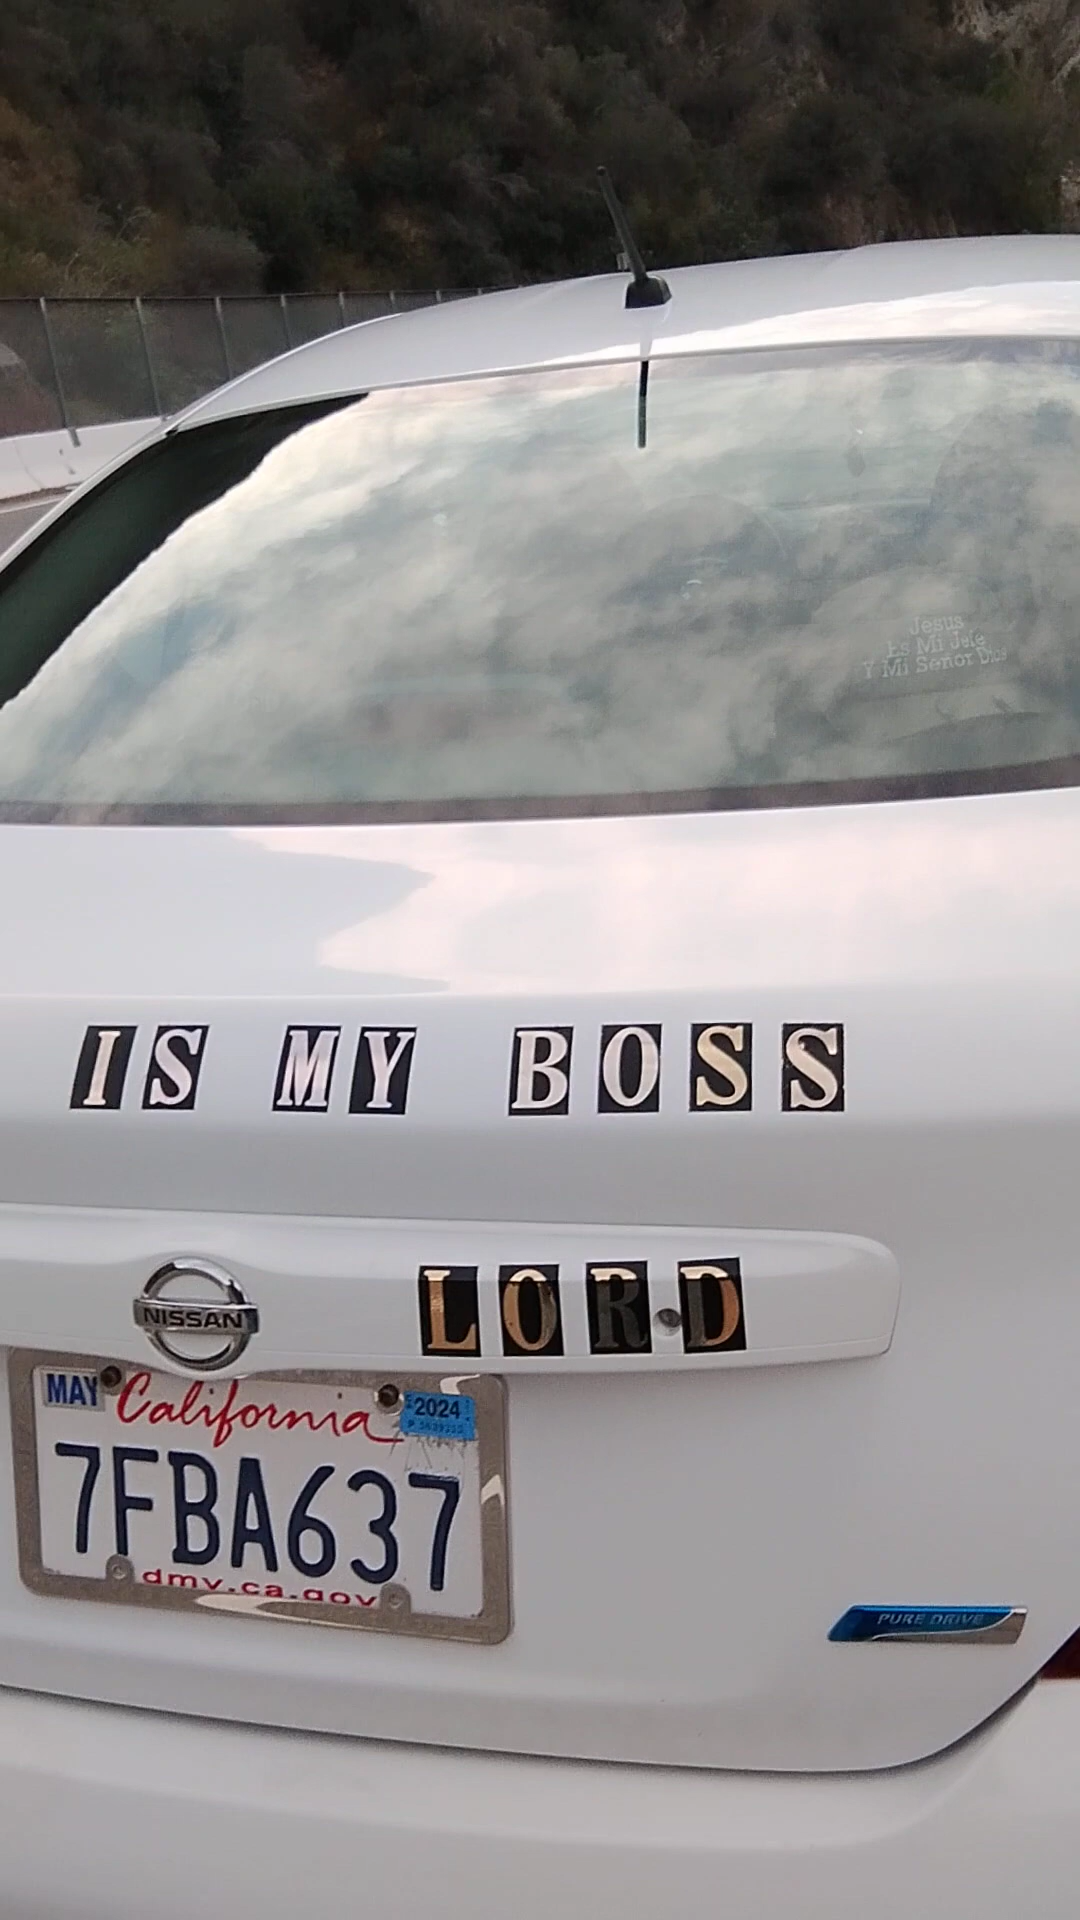 Jesus
Es Mi Jefe
Y Mi Señor Dios
IS MY BOSS
LORD
NISSAN
MAY
California
2024
7FBA637
dmv.ca.gov
PURE DRIVE